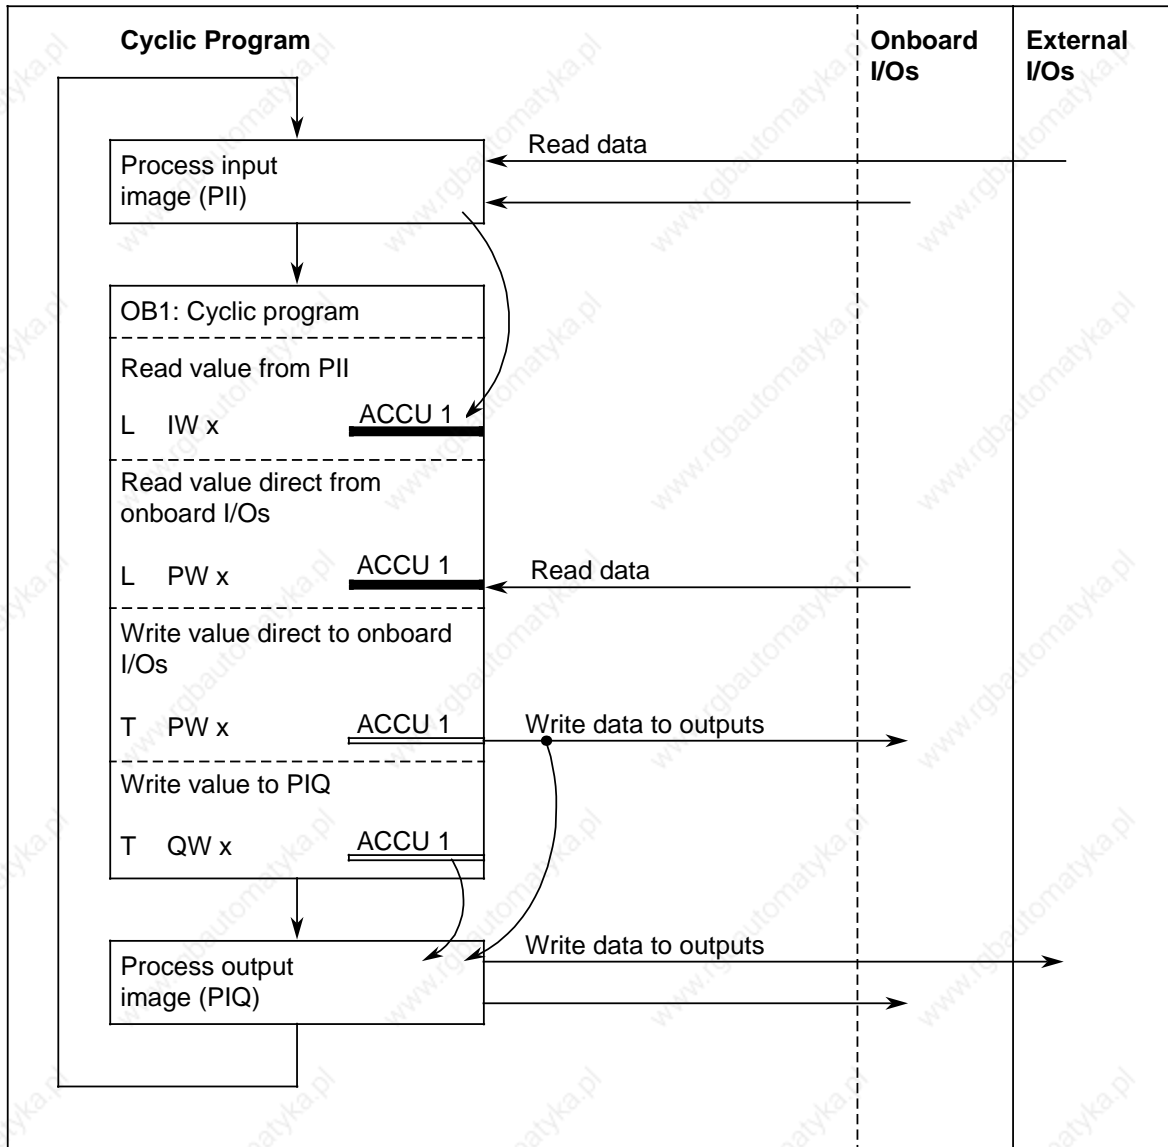 Cyclic Program
Onboard
I/Os
External
I/Os
Process input
image (PII)
Read data
OB1: Cyclic program
Read value from PII
L IW x ACCU 1
Read value direct from
onboard I/Os
L PW x ACCU 1
Read data
Write value direct to onboard
I/Os
T PW x ACCU 1
Write data to outputs
Write value to PIQ
T QW x ACCU 1
Process output
image (PIQ)
Write data to outputs
www.rgbautomatyka.pl